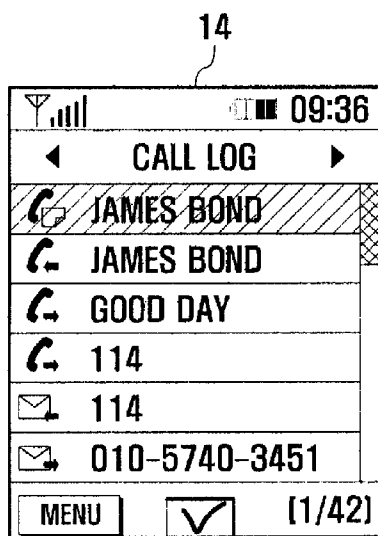 14
09:36
CALL LOG
JAMES BOND
JAMES BOND
GOOD DAY
114
114
010-5740-3451
MENU [1/42]